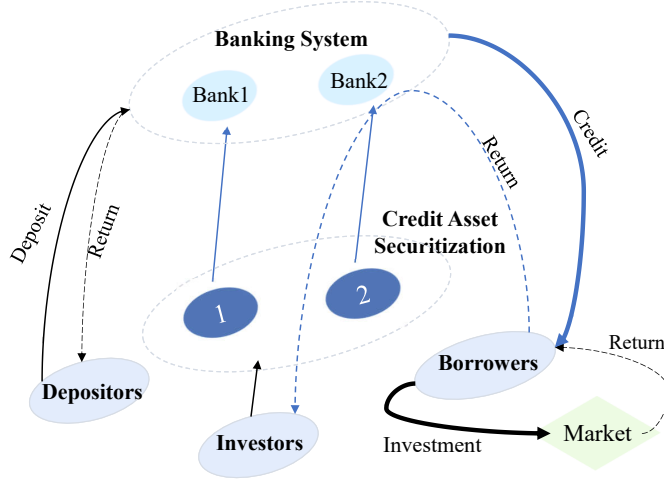 Banking System
Bank1
Bank2
Credit
Return
Deposit
Return
Credit Asset
Securitization
1
2
Return
Depositors
Borrowers
Investors
Investment
Market